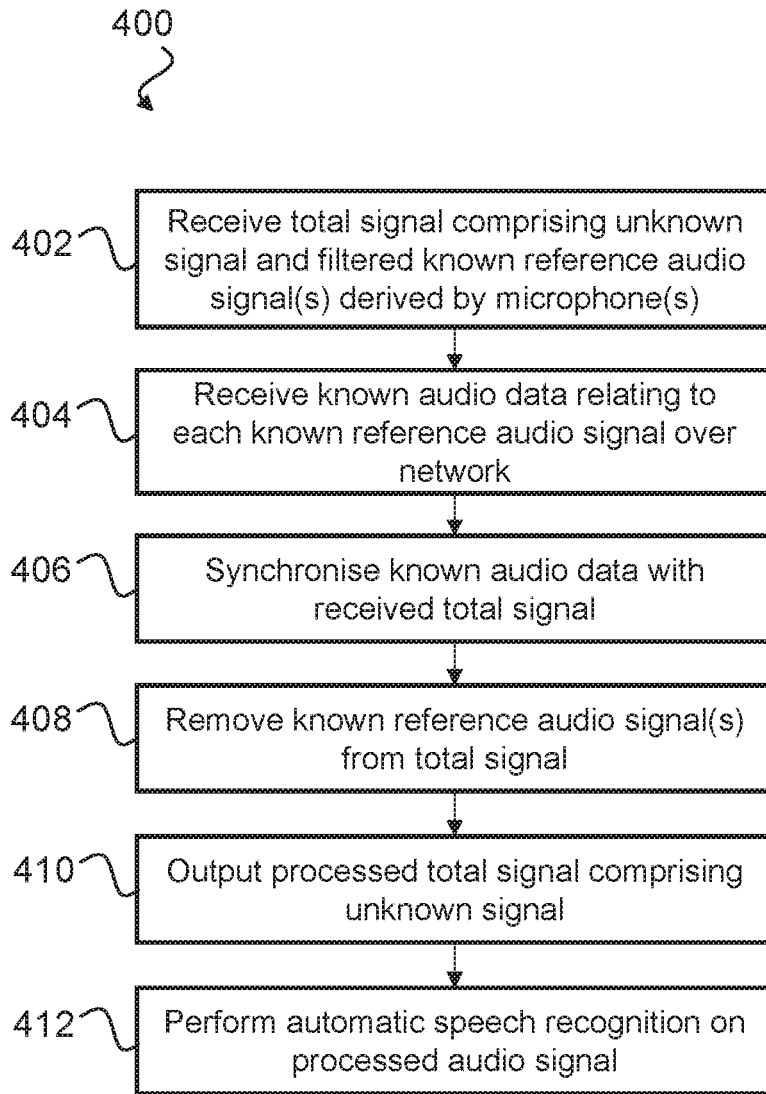 400
402
Receive total signal comprising unknown
signal and filtered known reference audio
signal(s) derived by microphone(s)
404
Receive known audio data relating to
each known reference audio signal over
network
406
Synchronise known audio data with
received total signal
408
Remove known reference audio signal(s)
from total signal
410
Output processed total signal comprising
unknown signal
412
Perform automatic speech recognition on
processed audio signal